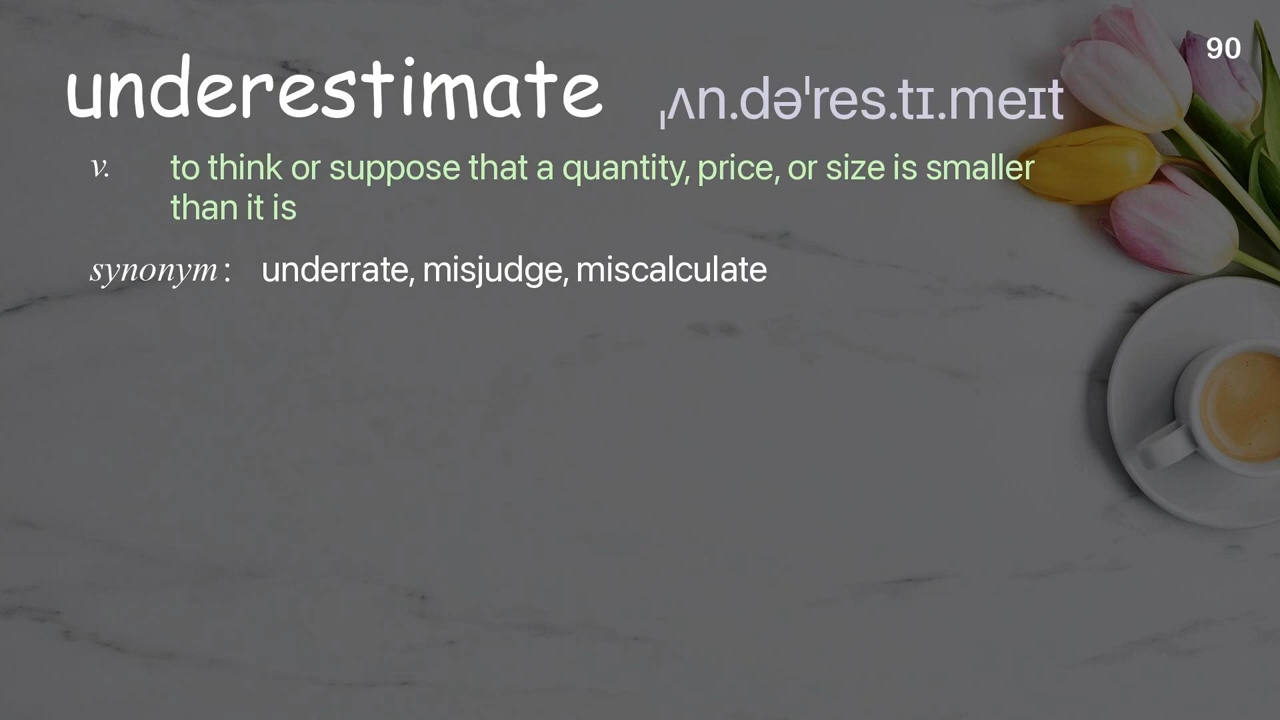 90
underestimate ˌʌn.dəˈres.tɪ.meɪt
v. to think or suppose that a quantity, price, or size is smaller
than it is
synonym: underrate, misjudge, miscalculate